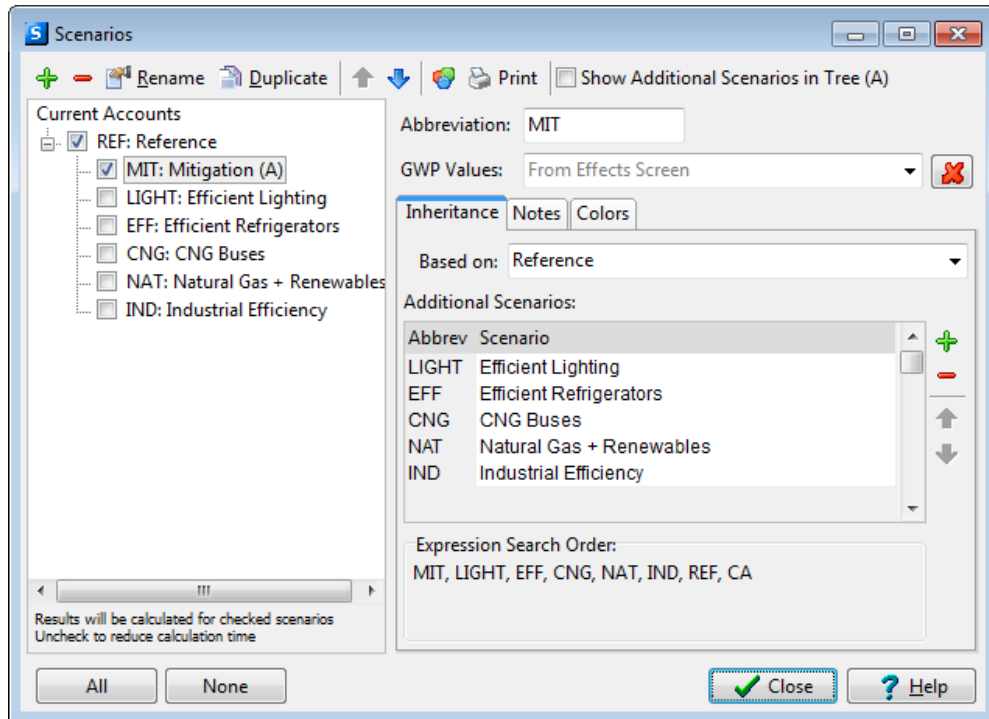 S Scenarios
Rename Duplicate Print Show Additional Scenarios in Tree (A)
Current Accounts
REF: Reference
MIT: Mitigation (A)
LIGHT: Efficient Lighting
EFF: Efficient Refrigerators
CNG: CNG Buses
NAT: Natural Gas + Renewables
IND: Industrial Efficiency
Results will be calculated for checked scenarios
Uncheck to reduce calculation time
Abbreviation: MIT
GWP Values: From Effects Screen
Inheritance Notes Colors
Based on: Reference
Additional Scenarios:
Abbrev Scenario
LIGHT Efficient Lighting
EFF Efficient Refrigerators
CNG CNG Buses
NAT Natural Gas + Renewables
IND Industrial Efficiency
Expression Search Order:
MIT, LIGHT, EFF, CNG, NAT, IND, REF, CA
All None Close ? Help